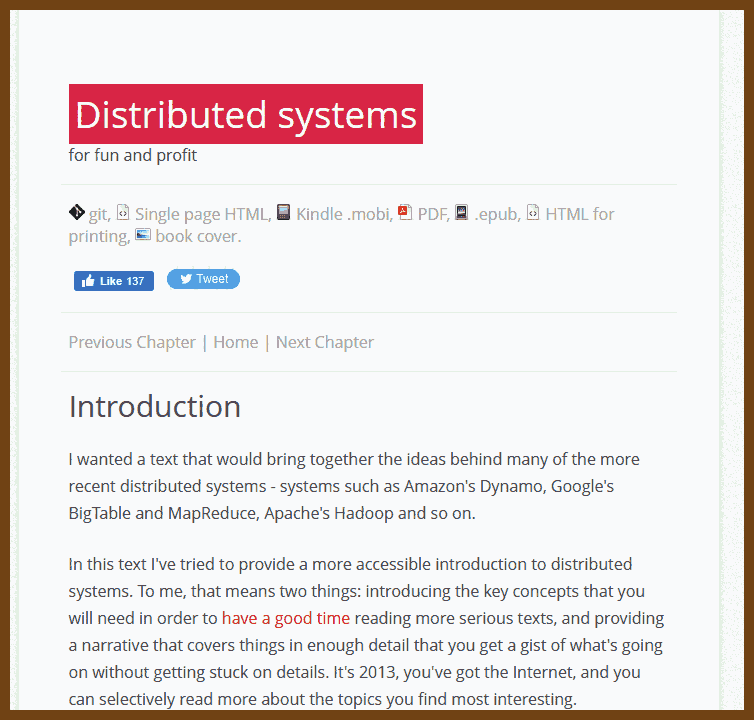 Distributed systems
for fun and profit
git, Single page HTML, Kindle .mobi, PDF, .epub, HTML for
printing, book cover.
Like 137 Tweet
Previous Chapter | Home | Next Chapter
Introduction
I wanted a text that would bring together the ideas behind many of the more
recent distributed systems - systems such as Amazon's Dynamo, Google's
BigTable and MapReduce, Apache's Hadoop and so on.
In this text I've tried to provide a more accessible introduction to distributed
systems. To me, that means two things: introducing the key concepts that you
will need in order to have a good time reading more serious texts, and providing
a narrative that covers things in enough detail that you get a gist of what's going
on without getting stuck on details. It's 2013, you've got the Internet, and you
can selectively read more about the topics you find most interesting.